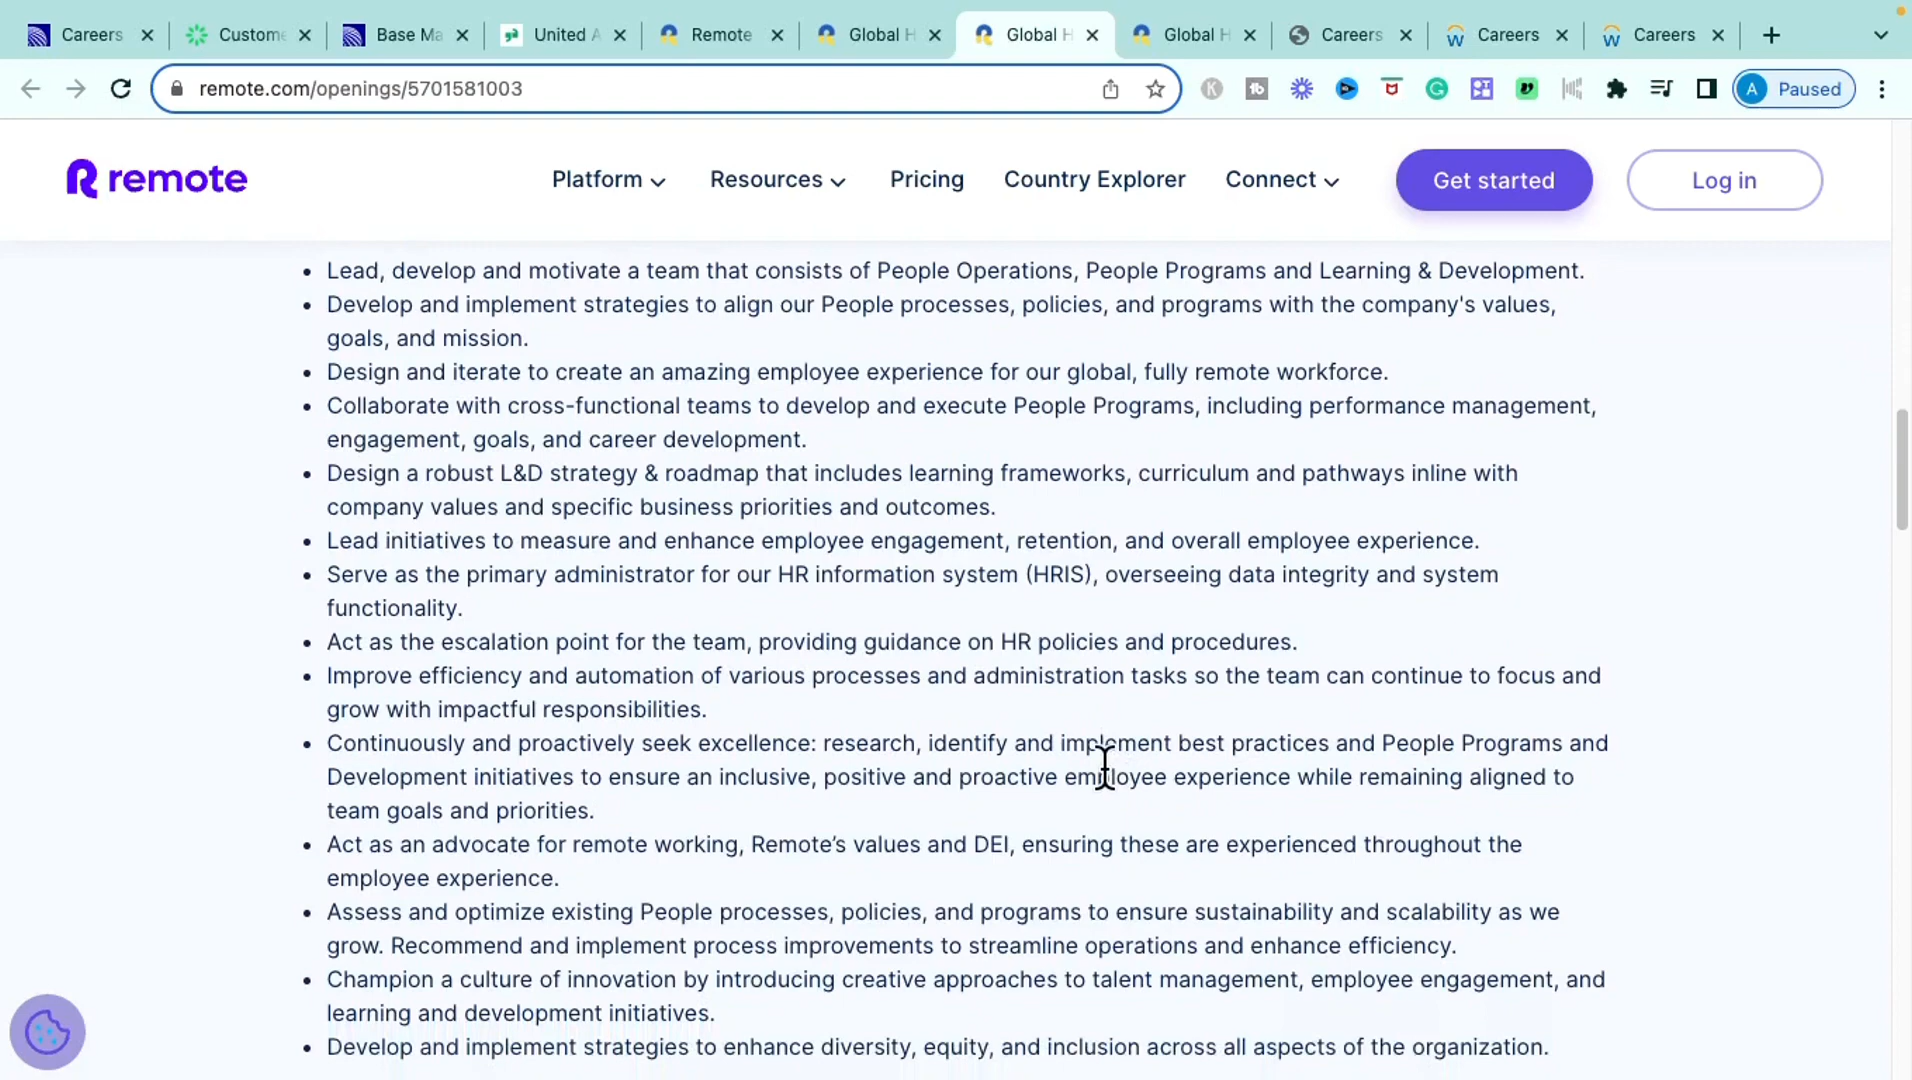 Careers
Custome
Base Ma
United A
Remote
Global H
Global H
Global H
Careers
Careers
Careers
remote.com/openings/5701581003
A Paused
remote
Platform
Resources
Pricing
Country Explorer
Connect
Get started
Log in
• Lead, develop and motivate a team that consists of People Operations, People Programs and Learning & Development.
• Develop and implement strategies to align our People processes, policies, and programs with the company's values,
goals, and mission.
• Design and iterate to create an amazing employee experience for our global, fully remote workforce.
• Collaborate with cross-functional teams to develop and execute People Programs, including performance management,
engagement, goals, and career development.
• Design a robust L&D strategy & roadmap that includes learning frameworks, curriculum and pathways inline with
company values and specific business priorities and outcomes.
• Lead initiatives to measure and enhance employee engagement, retention, and overall employee experience.
• Serve as the primary administrator for our HR information system (HRIS), overseeing data integrity and system
functionality.
• Act as the escalation point for the team, providing guidance on HR policies and procedures.
• Improve efficiency and automation of various processes and administration tasks so the team can continue to focus and
grow with impactful responsibilities.
• Continuously and proactively seek excellence: research, identify and implement best practices and People Programs and
Development initiatives to ensure an inclusive, positive and proactive employee experience while remaining aligned to
team goals and priorities.
• Act as an advocate for remote working, Remote’s values and DEI, ensuring these are experienced throughout the
employee experience.
• Assess and optimize existing People processes, policies, and programs to ensure sustainability and scalability as we
grow. Recommend and implement process improvements to streamline operations and enhance efficiency.
• Champion a culture of innovation by introducing creative approaches to talent management, employee engagement, and
learning and development initiatives.
• Develop and implement strategies to enhance diversity, equity, and inclusion across all aspects of the organization.